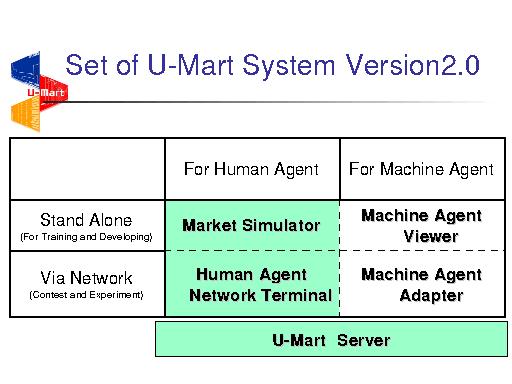 Set of U-Mart System Version2.0
U-Mart
For Human Agent
For Machine Agent
Stand Alone
(For Training and Developing)
Market Simulator
Machine Agent
Viewer
Via Network
(Contest and Experiment)
Human Agent
Network Terminal
Machine Agent
Adapter
U-Mart Server